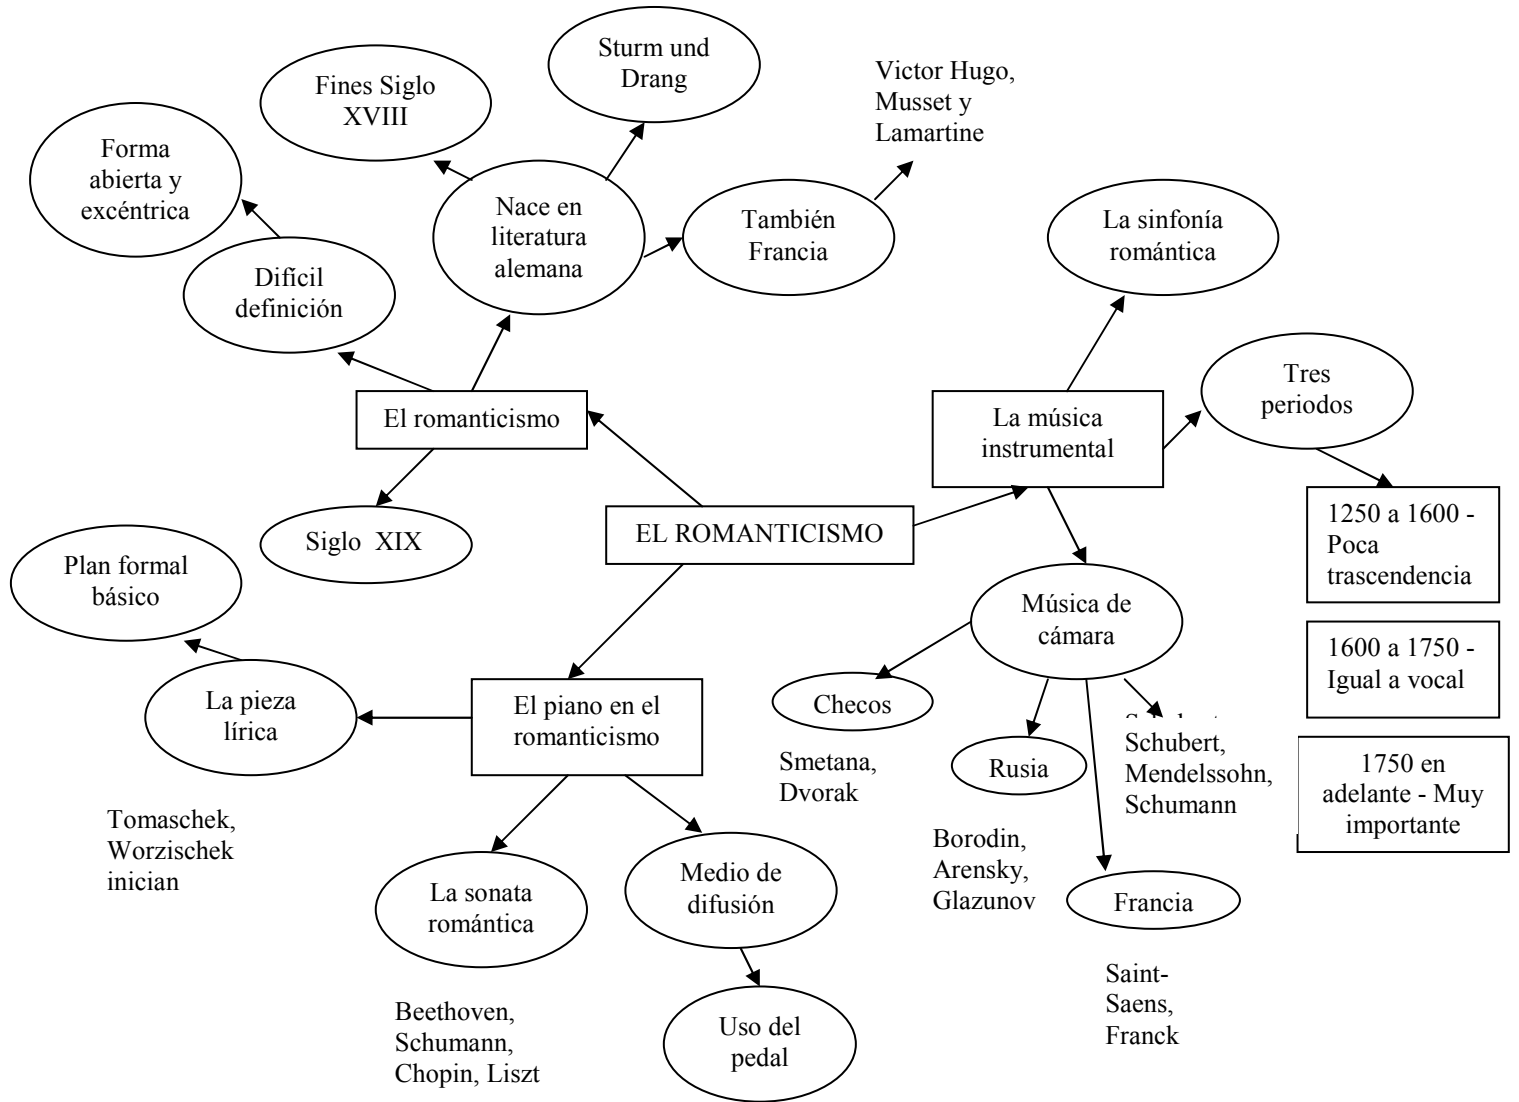 Sturm und
Drang
Fines Siglo
XVIII
Victor Hugo,
Musset y
Lamartine
Forma
abierta y
excéntrica
Nace en
literatura
alemana
También
Francia
La sinfonía
romántica
Difícil
definición
Tres
periodos
El romanticismo
La música
instrumental
Siglo XIX
EL ROMANTICISMO
1250 a 1600 -
Poca
trascendencia
Plan formal
básico
Música de
cámara
1600 a 1750 -
Igual a vocal
La pieza
lírica
El piano en el
romanticismo
Checos
Smetana,
Dvorak
Rusia
Schubert,
Mendelssohn,
Schumann
1750 en
adelante - Muy
importante
Tomaschek,
Worzischek
inician
Borodin,
Arensky,
Glazunov
La sonata
romántica
Medio de
difusión
Francia
Saint-
Saens,
Franck
Beethoven,
Schumann,
Chopin, Liszt
Uso del
pedal